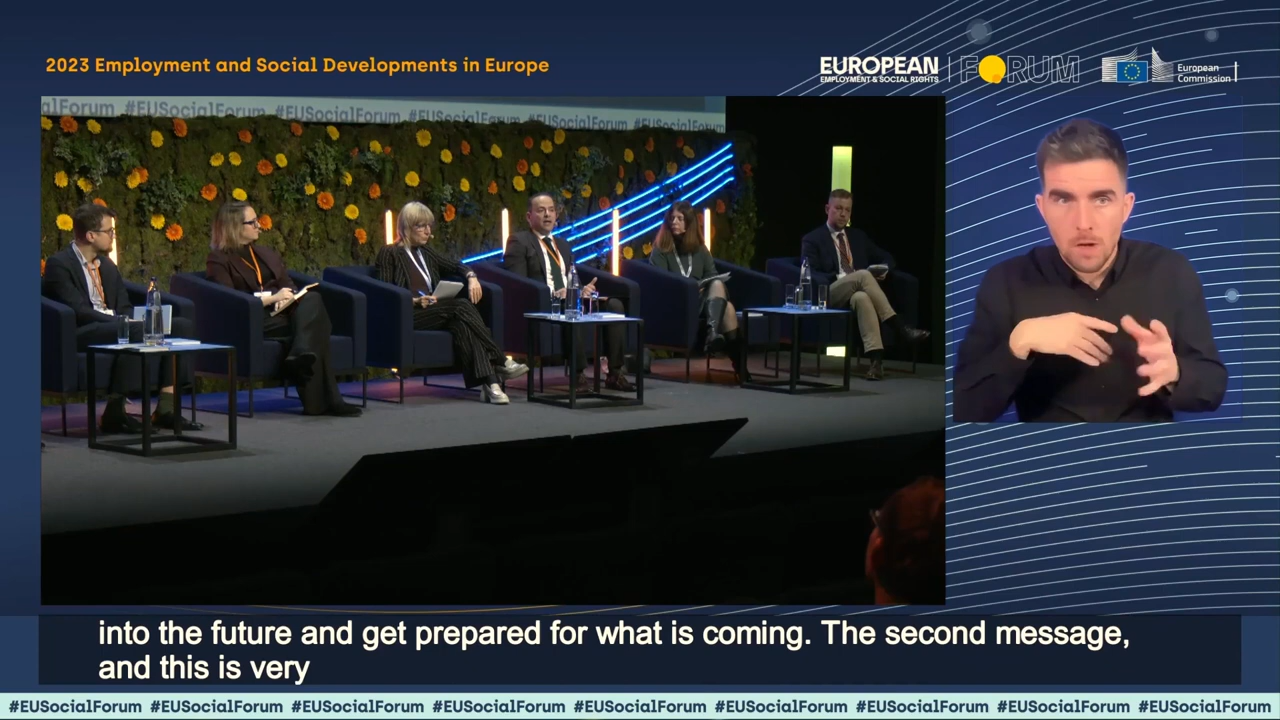 2023 Employment and Social Developments in Europe
EUROPEAN
EMPLOYMENT & SOCIAL RIGHTS
FORUM
European
Commission
alForum #EUSocialForum #EUSocialForum #EUSocialForum #EUSocialForum
into the future and get prepared for what is coming. The second message,
and this is very
#EUSocialForum #EUSocialForum #EUSocialForum #EUSocialForum #EUSocialForum #EUSocialForum #EUSocialForum #EUSocialForum #EUSocialForum